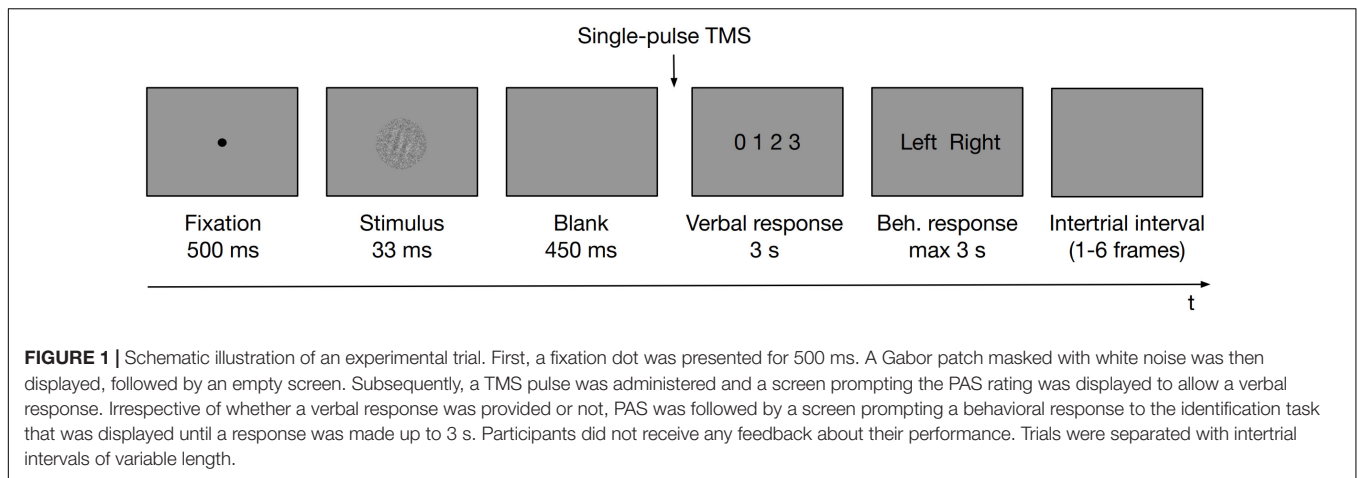 Single-pulse TMS
0 1 2 3
Left Right
Fixation
500 ms
Stimulus
33 ms
Blank
450 ms
Verbal response
3 s
Beh. response
max 3 s
Intertrial interval
(1-6 frames)
t
FIGURE 1 | Schematic illustration of an experimental trial. First, a fixation dot was presented for 500 ms. A Gabor patch masked with white noise was then
displayed, followed by an empty screen. Subsequently, a TMS pulse was administered and a screen prompting the PAS rating was displayed to allow a verbal
response. Irrespective of whether a verbal response was provided or not, PAS was followed by a screen prompting a behavioral response to the identification task
that was displayed until a response was made up to 3 s. Participants did not receive any feedback about their performance. Trials were separated with intertrial
intervals of variable length.